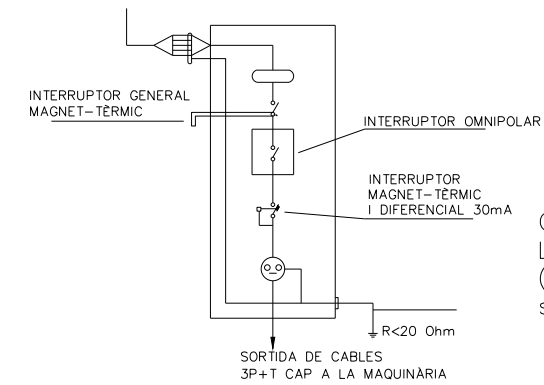 INTERRUPTOR GENERAL
MAGNET-TÈRMIC
INTERRUPTOR OMNIPOLAR
INTERRUPTOR
MAGNET-TÈRMIC
I DIFERENCIAL 30mA
R<20 Ohm
SORTIDA DE CABLES
3P+T CAP A LA MAQUINÀRIA